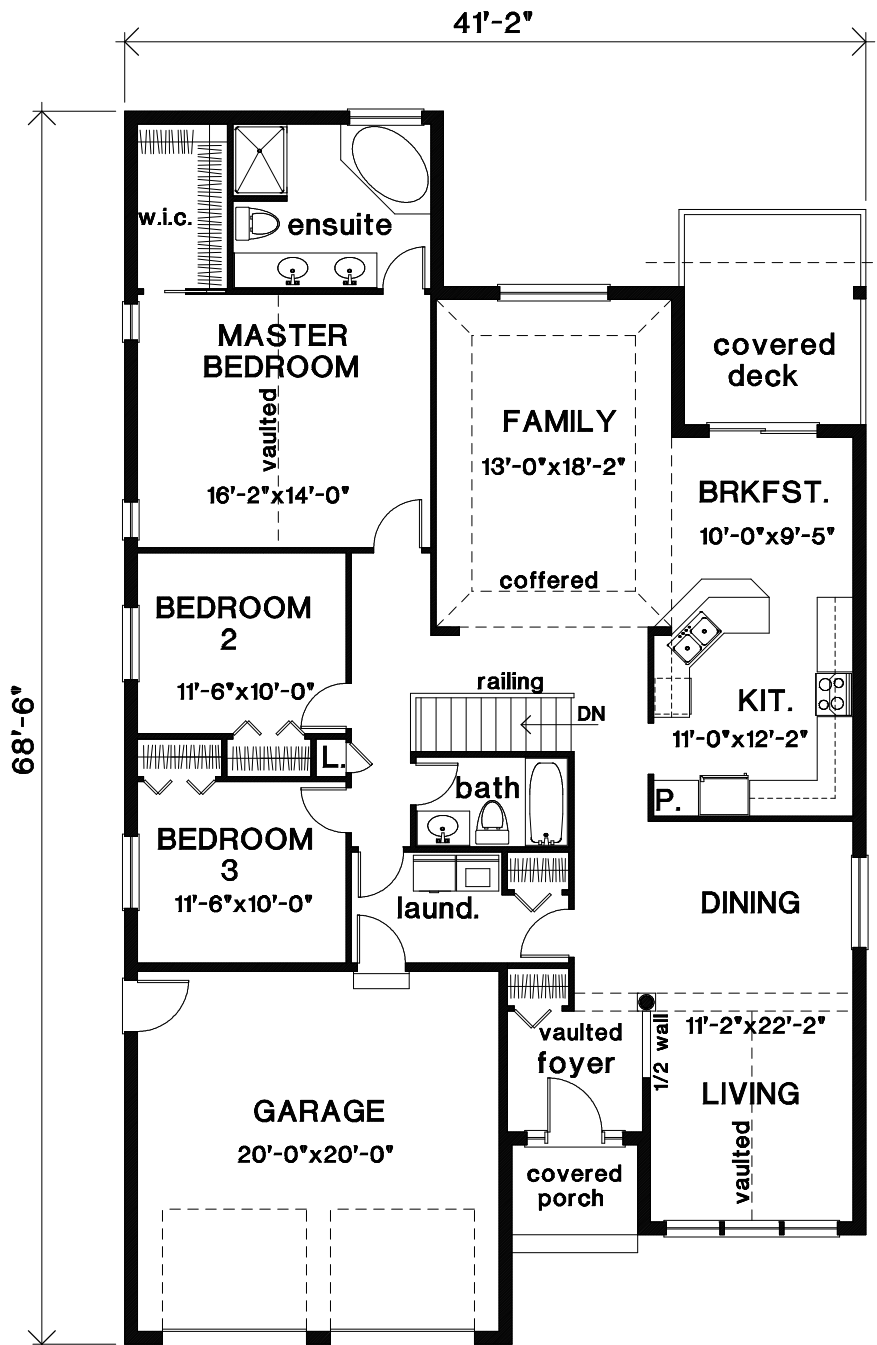 41'-2"
w.i.c.
ensuite
MASTER
BEDROOM
vaulted
16'-2"x14'-0"
covered
deck
FAMILY
13'-0"x18'-2"
coffered
BRKFST.
10'-0"x9'-5"
BEDROOM
2
11'-6"x10'-0"
68'-6"
railing
DN
KIT.
11'-0"x12'-2"
L.
bath
P.
BEDROOM
3
11'-6"x10'-0"
laund.
DINING
11'-2"x22'-2"
vaulted
foyer
1/2 wall
LIVING
vaulted
GARAGE
20'-0"x20'-0"
covered
porch